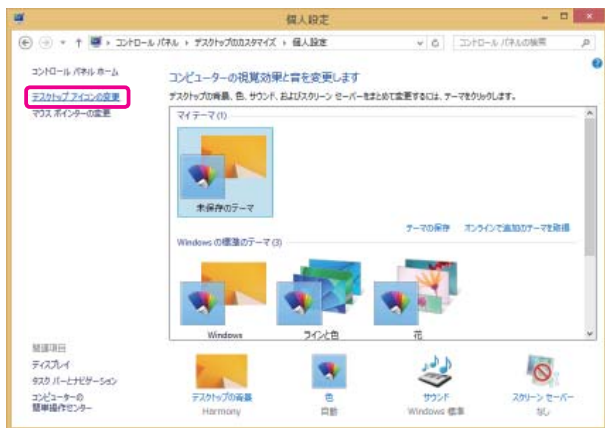 個人設定
コントロール パネル ▸ デスクトップのカスタマイズ ▸ 個人設定
コントロール パネルの検索
コントロール パネル ホーム
デスクトップ アイコンの変更
マウス ポインターの変更
コンピューターの視覚効果と音を変更します
デスクトップの背景、色、サウンド、およびスクリーン セーバーをまとめて変更するには、テーマをクリックします。
マイ テーマ (1)
未保存のテーマ
テーマの保存 オンラインで追加のテーマを取得
Windows の標準のテーマ (3)
Windows
ラインと色
花
関連項目
ディスプレイ
タスク バーとナビゲーション
コンピューターの
簡単操作センター
デスクトップの背景
Harmony
色
自動
サウンド
Windows 標準
スクリーン セーバー
なし